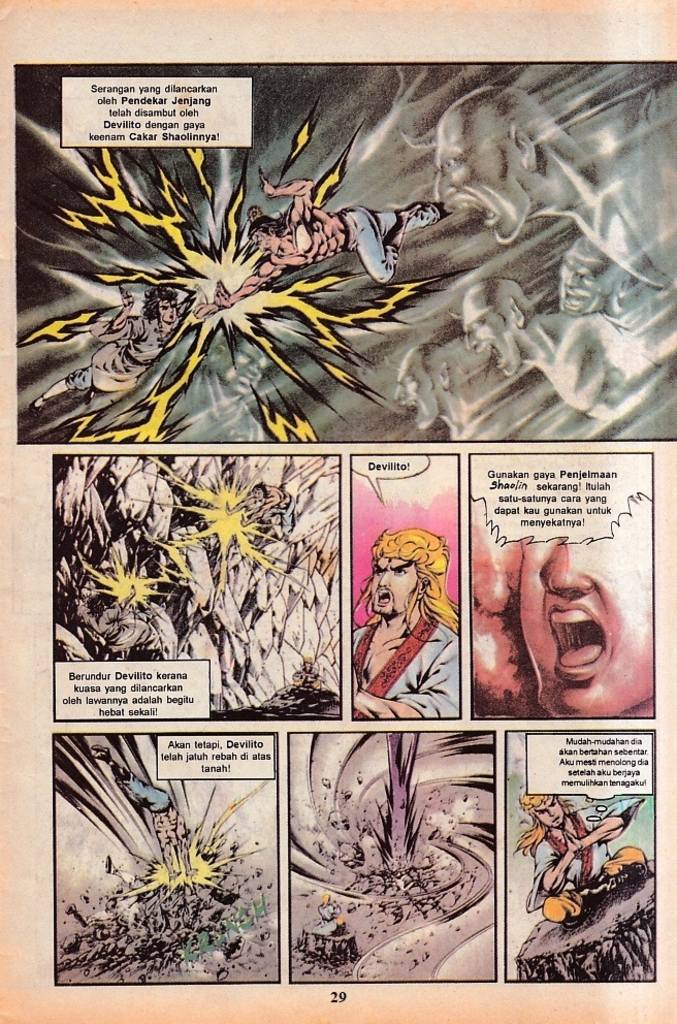 Serangan yang dilancarkan
oleh Pendekar Jenjang
telah disambut oleh
Devilito dengan gaya
keenam Cakar Shaolinnya!
Berundur Devilito kerana
kuasa yang dilancarkan
oleh lawannya adalah begitu
hebat sekali!
Devilito!
Gunakan gaya Penjelmaan
Shaolin sekarang! Itulah
satu-satunya cara yang
dapat kau gunakan untuk
menyekatnya!
Akan tetapi, Devilito
telah jatuh rebah di atas
tanah!
CRUNCH
Mudah-mudahan dia
akan bertahan sebentar.
Aku mesti menolong dia
setelah aku berjaya
memulihkan tenagaku!
29